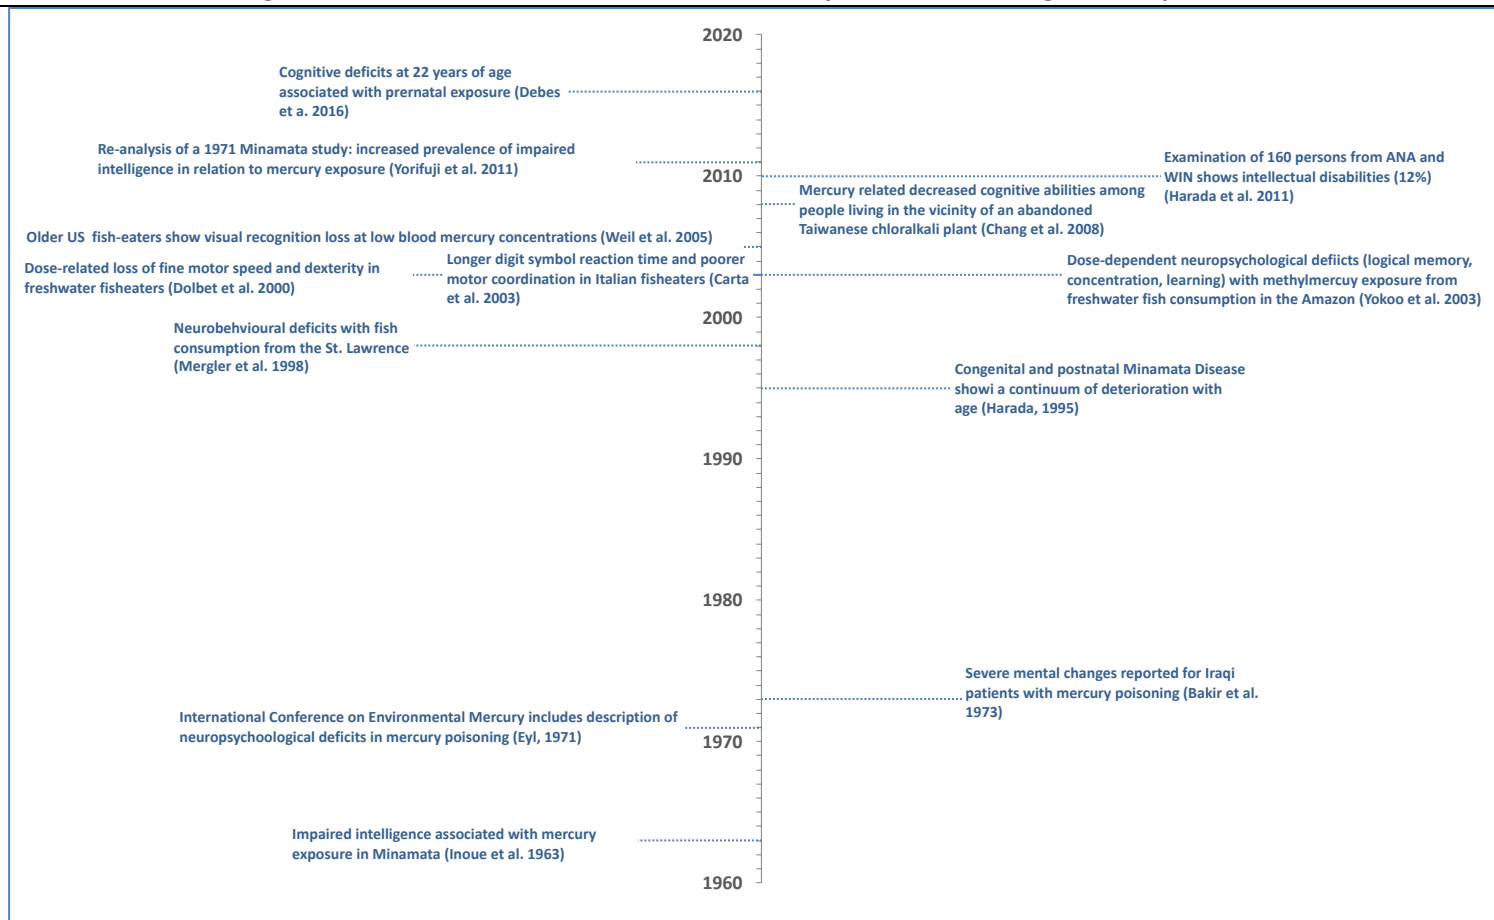 2020
Cognitive deficits at 22 years of age
associated with prernatal exposure (Debes
et a. 2016)
Re-analysis of a 1971 Minamata study: increased prevalence of impaired
intelligence in relation to mercury exposure (Yorifuji et al. 2011)
Examination of 160 persons from ANA and
WIN shows intellectual disabilities (12%)
(Harada et al. 2011)
2010
Mercury related decreased cognitive abilities among
people living in the vicinity of an abandoned
Taiwanese chloralkali plant (Chang et al. 2008)
Older US fish-eaters show visual recognition loss at low blood mercury concentrations (Weil et al. 2005)
Dose-related loss of fine motor speed and dexterity in
freshwater fisheaters (Dolbet et al. 2000)
Longer digit symbol reaction time and poorer
motor coordination in Italian fisheaters (Carta
et al. 2003)
Dose-dependent neuropsychological defiicts (logical memory,
concentration, learning) with methylmercuy exposure from
freshwater fish consumption in the Amazon (Yokoo et al. 2003)
2000
Neurobehvioural deficits with fish
consumption from the St. Lawrence
(Mergler et al. 1998)
Congenital and postnatal Minamata Disease
showi a continuum of deterioration with
age (Harada, 1995)
1990
1980
Severe mental changes reported for Iraqi
patients with mercury poisoning (Bakir et al.
1973)
International Conference on Environmental Mercury includes description of
neuropsychoological deficits in mercury poisoning (Eyl, 1971)
1970
Impaired intelligence associated with mercury
exposure in Minamata (Inoue et al. 1963)
1960